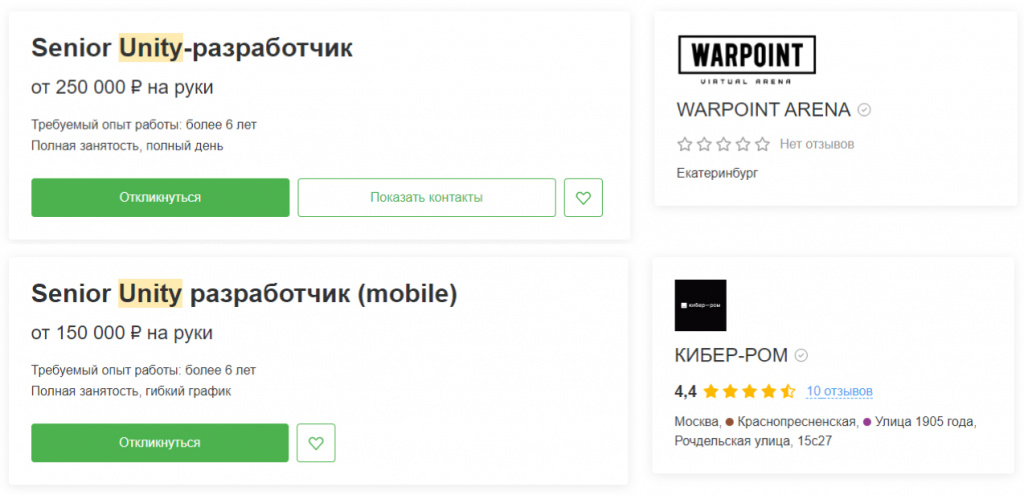 Senior Unity-разработчик
от 250 000 ₽ на руки
Требуемый опыт работы: более 6 лет
Полная занятость, полный день
Откликнуться
Показать контакты
WARPOINT
VIRTUAL ARENA
WARPOINT ARENA
Нет отзывов
Екатеринбург
Senior Unity разработчик (mobile)
от 150 000 ₽ на руки
Требуемый опыт работы: более 6 лет
Полная занятость, гибкий график
Откликнуться
кибер—ром
КИБЕР-РОМ
4,4 10 отзывов
Москва, Краснопресненская, Улица 1905 года,
Рочдельская улица, 15с27